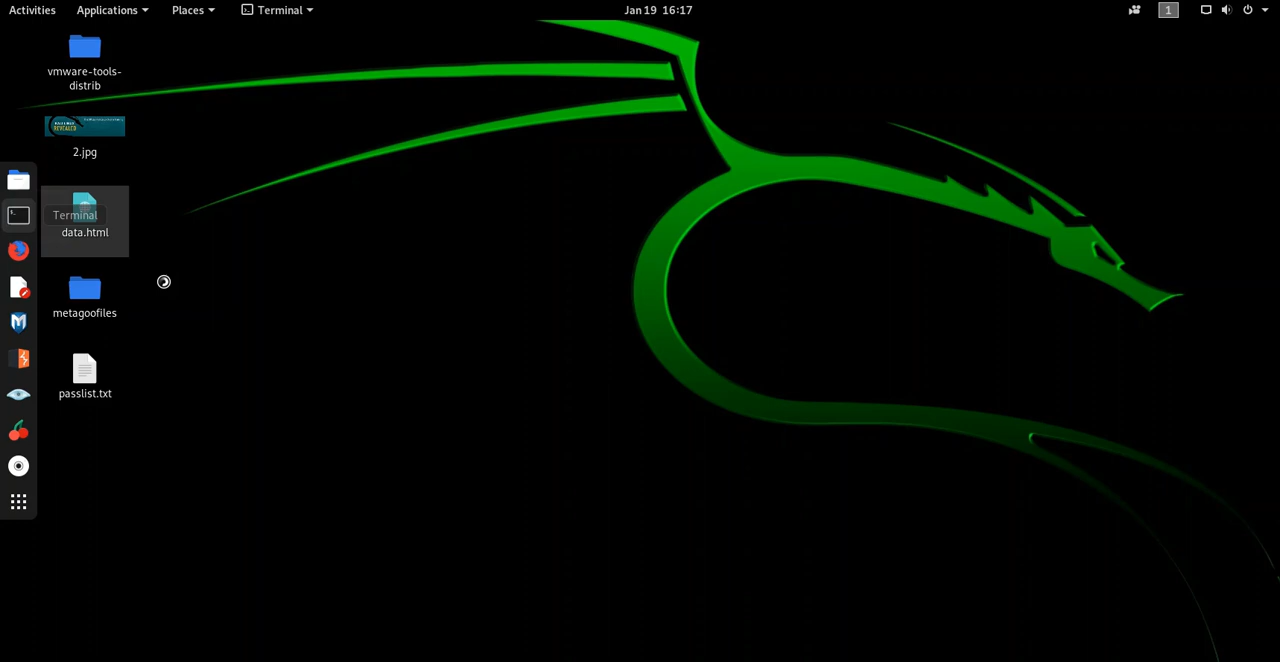 Activities Applications Places Terminal Jan 19 16:17 1
vmware-tools-
distrib
2.jpg
Terminal
data.html
metagoofiles
passlist.txt